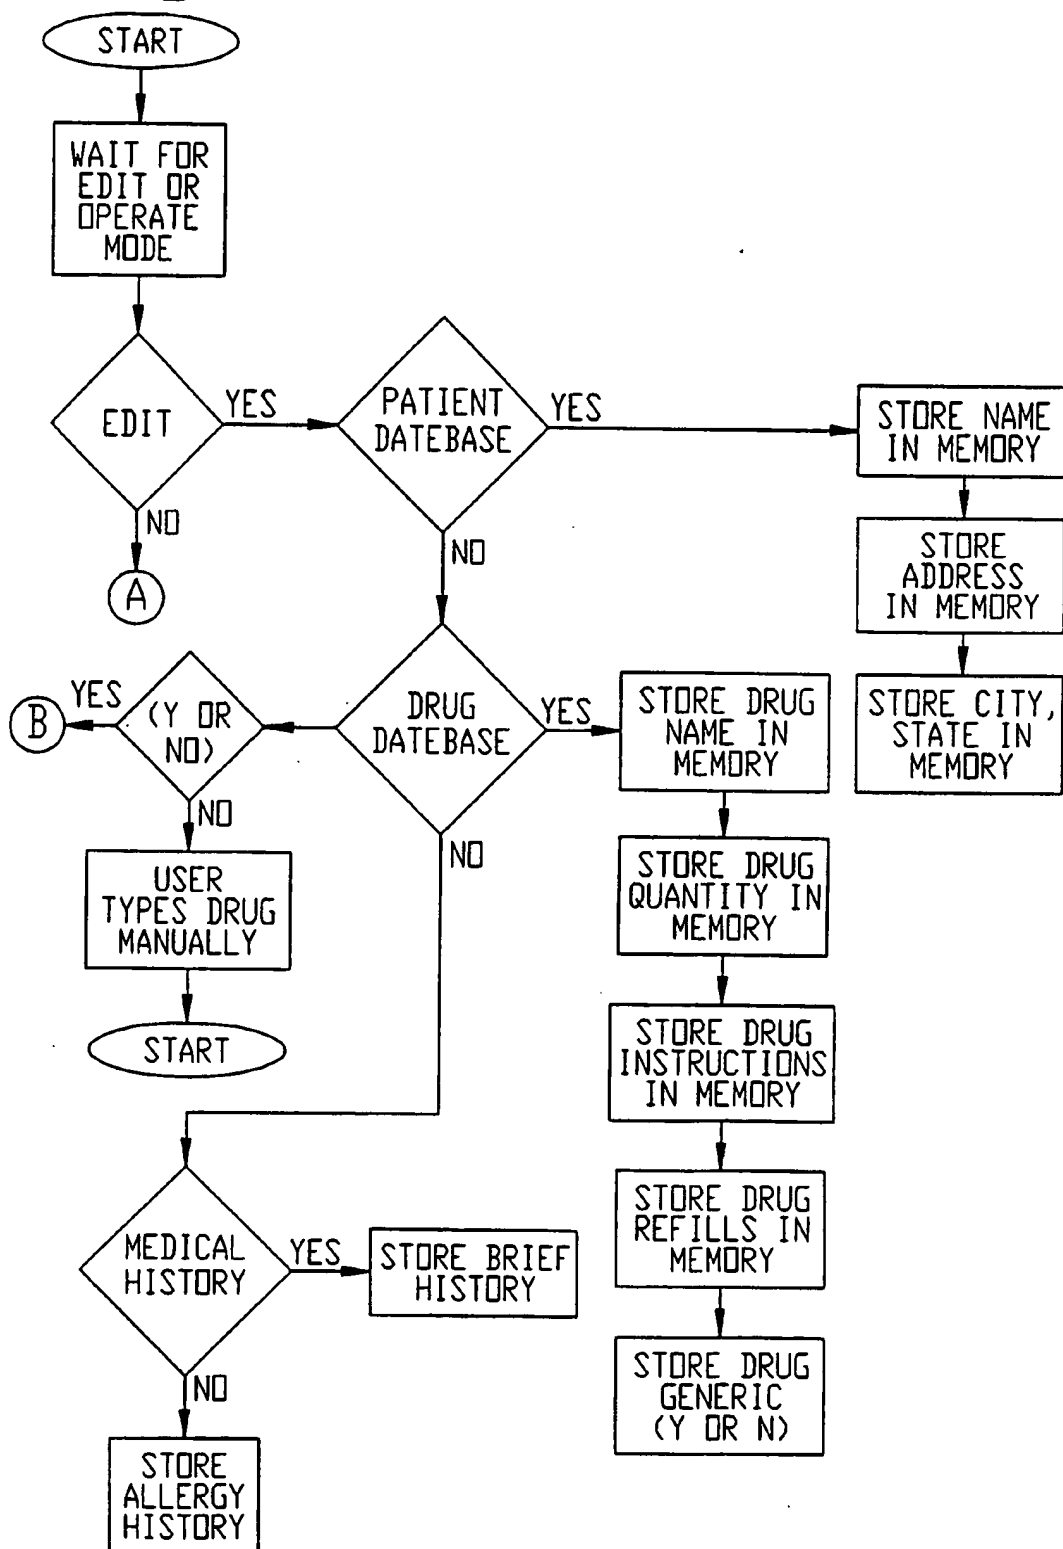 START
WAIT FOR
EDIT OR
OPERATE
MODE
EDIT
YES
NO
A
PATIENT
DATEBASE
YES
NO
STORE NAME
IN MEMORY
STORE
ADDRESS
IN MEMORY
STORE CITY,
STATE IN
MEMORY
DRUG
DATEBASE
YES
NO
(Y OR
NO)
YES
B
NO
USER
TYPES DRUG
MANUALLY
START
STORE DRUG
NAME IN
MEMORY
STORE DRUG
QUANTITY IN
MEMORY
STORE DRUG
INSTRUCTIONS
IN MEMORY
STORE DRUG
REFILLS IN
MEMORY
STORE DRUG
GENERIC
(Y OR N)
MEDICAL
HISTORY
YES
STORE BRIEF
HISTORY
NO
STORE
ALLERGY
HISTORY